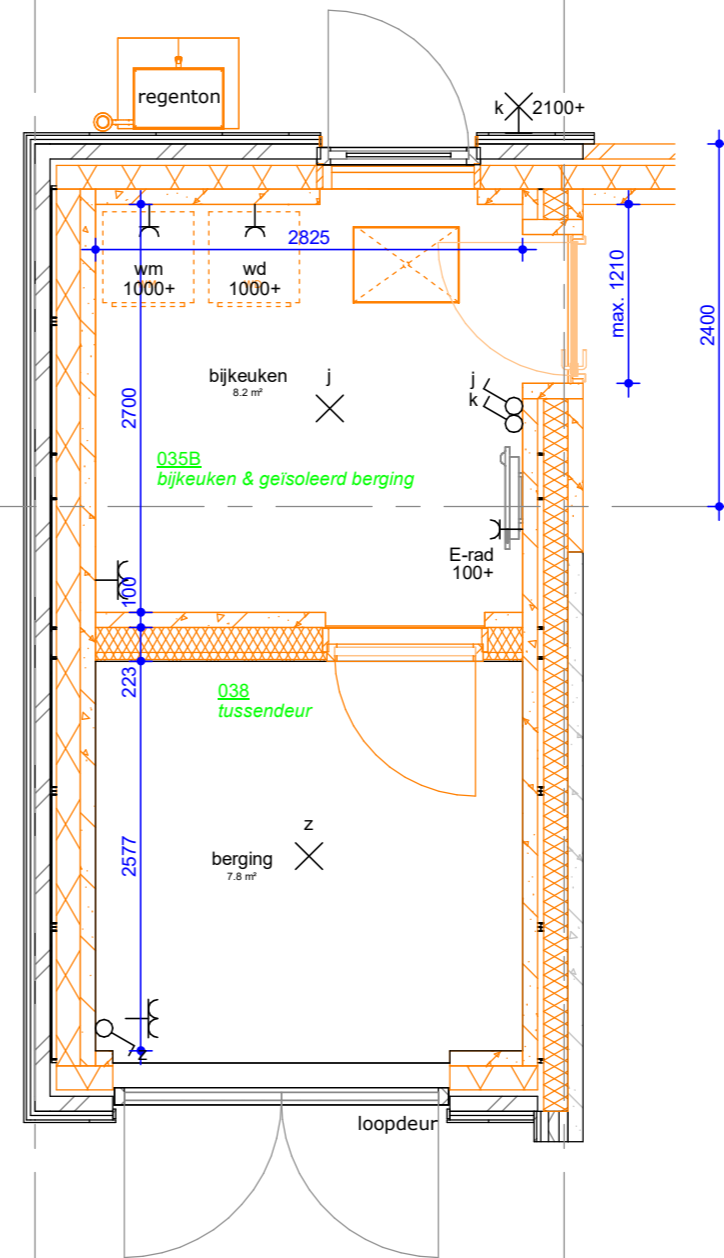 regenton
k 2100+
2825
wm
1000+
wd
1000+
max. 1210
2400
bijkeuken
8.2 m²
j
j
k
2700
035B
bijkeuken & geïsoleerd berging
E-rad
100+
100
223
038
tussendeur
z
berging
7.8 m²
2577
z
loopdeur